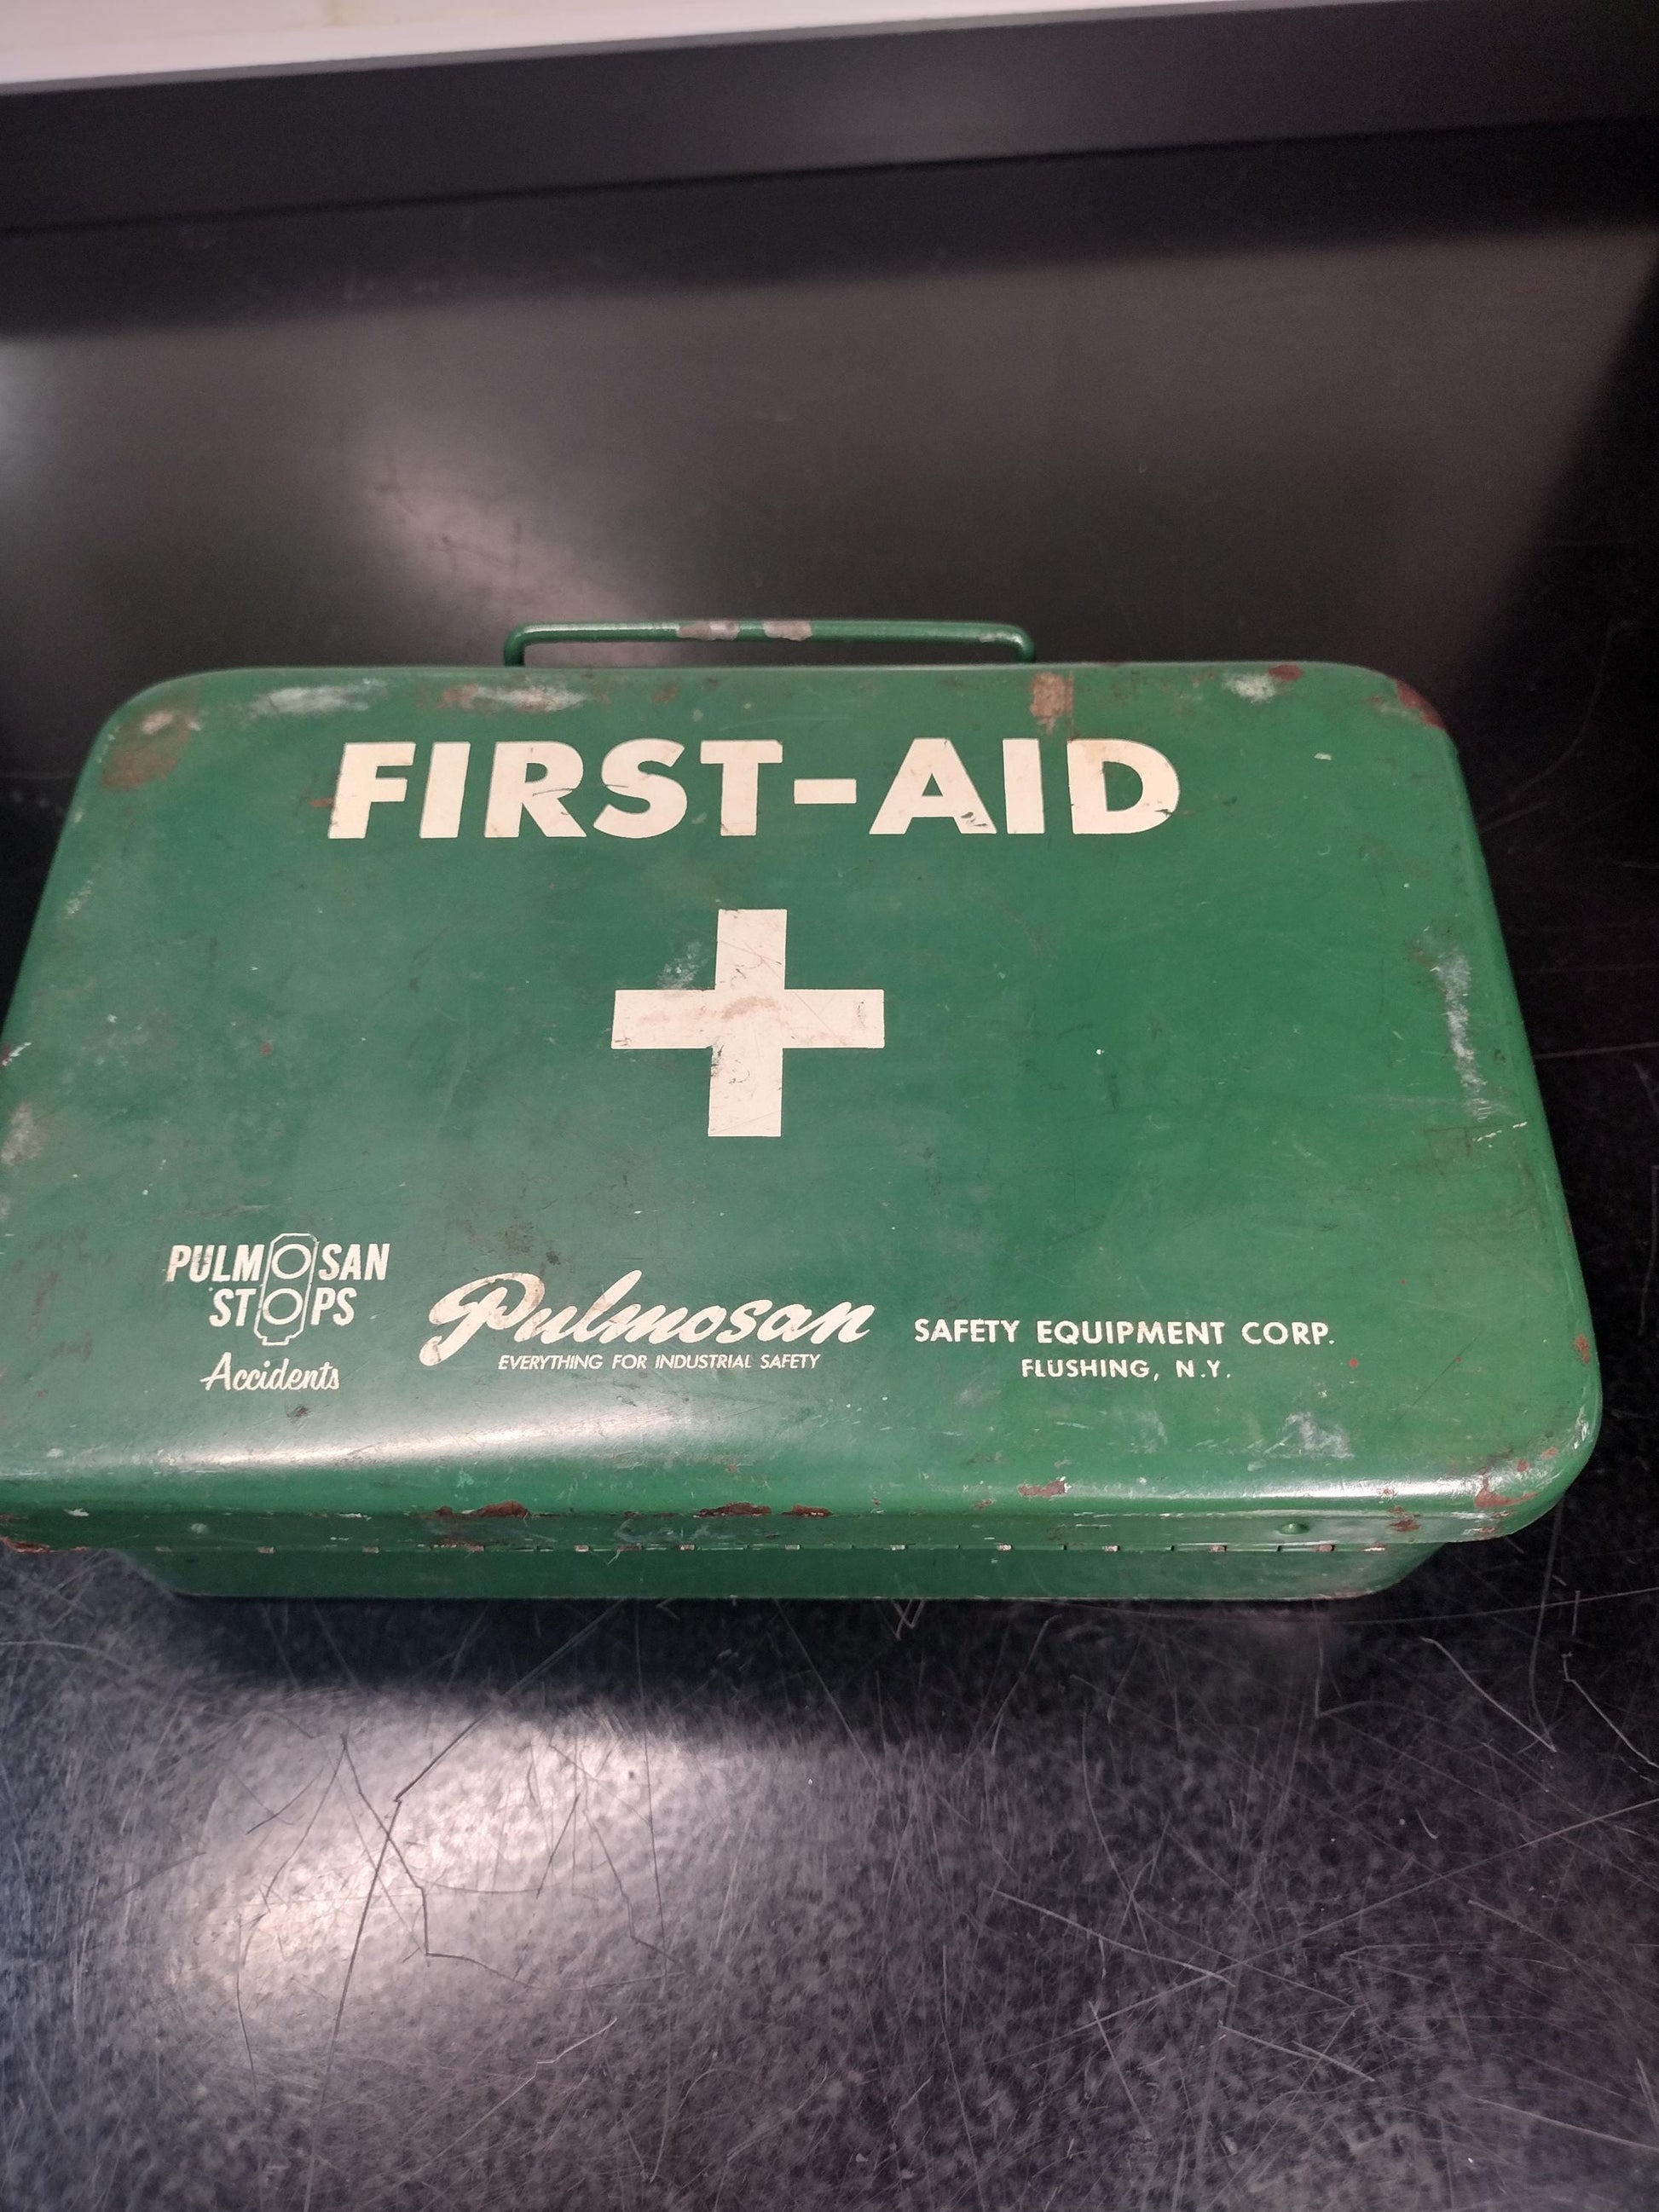 FIRST-AID
PULMOSAN
STOPS
Accidents
Pulmosan
EVERYTHING FOR INDUSTRIAL SAFETY
SAFETY EQUIPMENT CORP.
FLUSHING, N.Y.